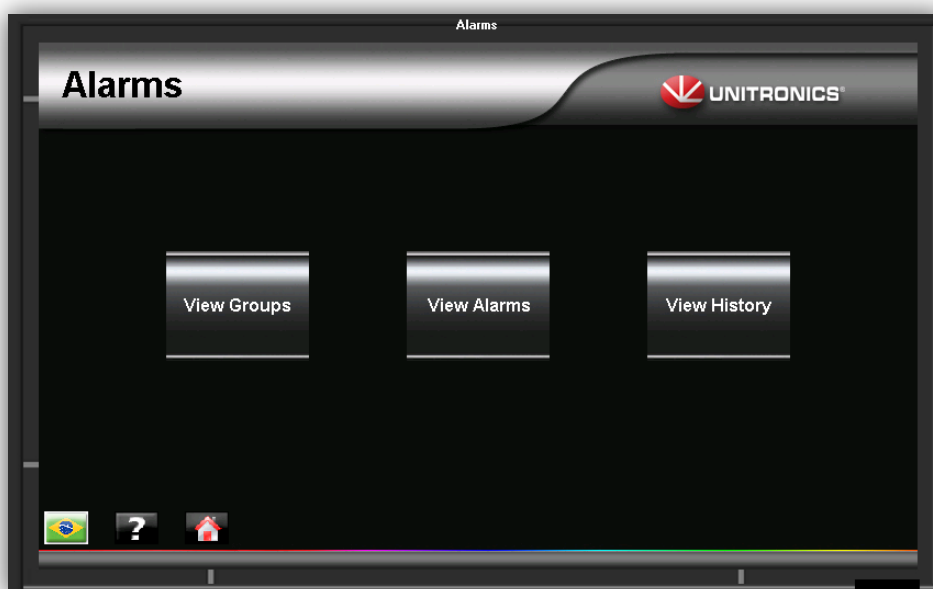 Alarms
Alarms
UNITRONICS®
View Groups
View Alarms
View History
?